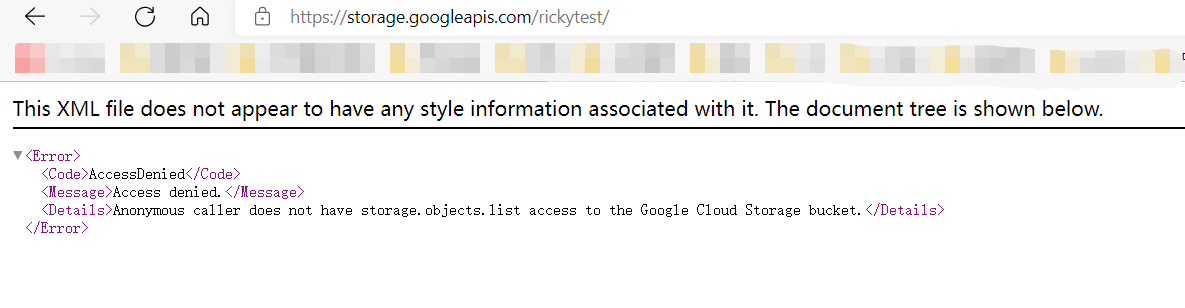 https://storage.googleapis.com/rickytest/
This XML file does not appear to have any style information associated with it. The document tree is shown below.
▼<Error>
<Code>AccessDenied</Code>
<Message>Access denied.</Message>
<Details>Anonymous caller does not have storage.objects.list access to the Google Cloud Storage bucket.</Details>
</Error>